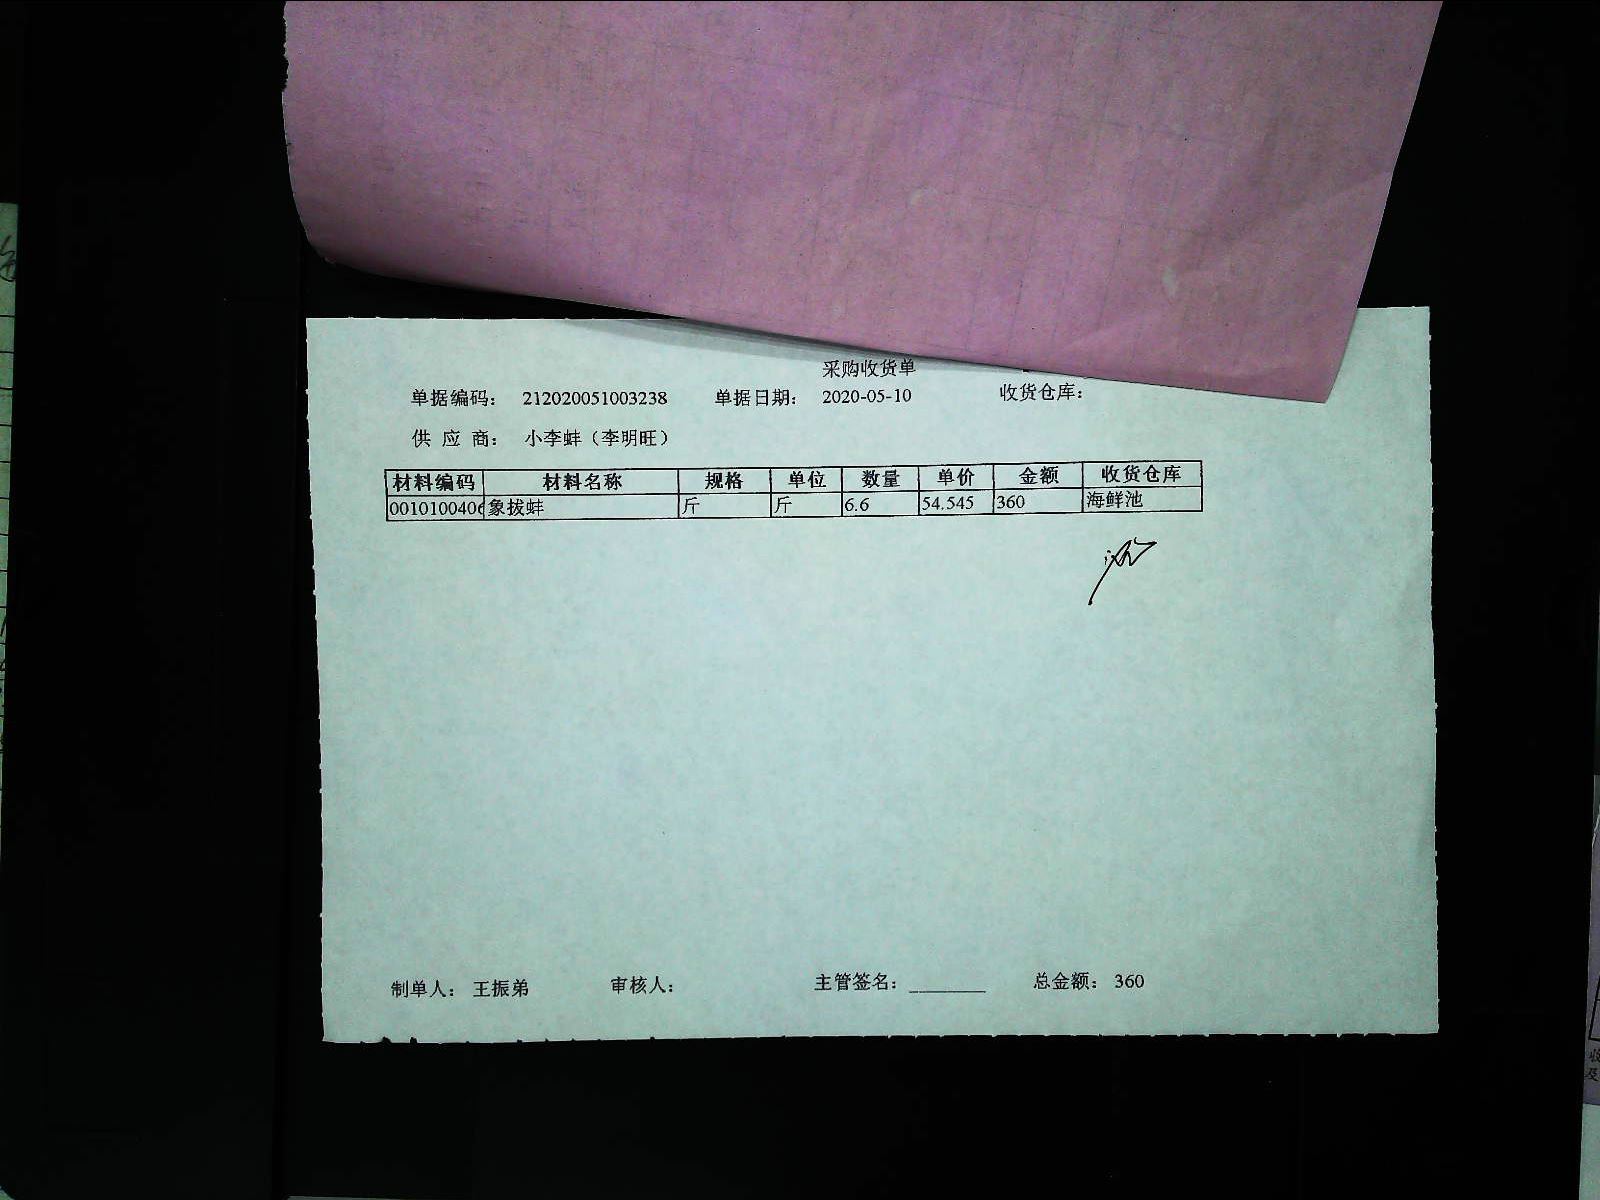 采购收货单
单据编码： 212020051003238 单据日期： 2020-05-10 收货仓库：
供 应 商： 小李蚌（李明旺）
材料编码 材料名称 规格 单位 数量 单价 金额 收货仓库
0010100406 象拔蚌 斤 斤 6.6 54.545 360 海鲜池
制单人： 王振弟 审核人： 主管签名： 总金额： 360